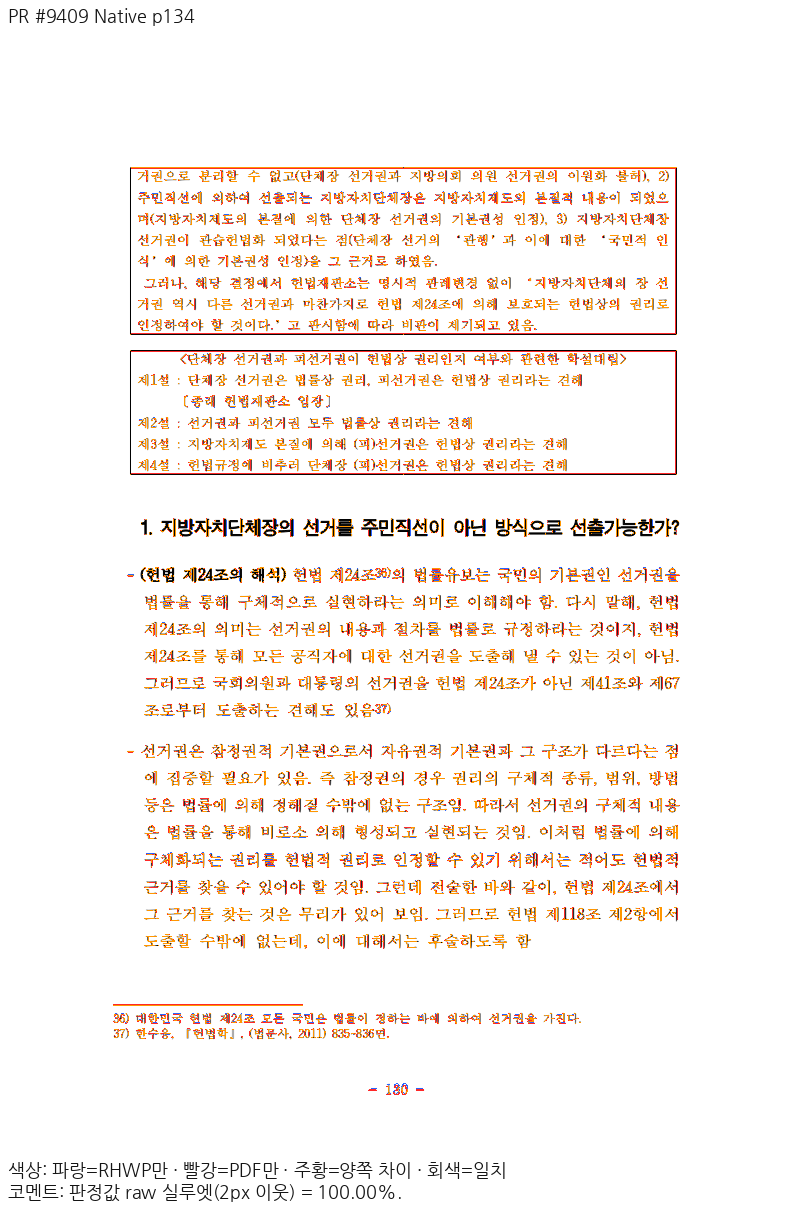 PR #9409 Native p134
거권으로 분리할 수 없고(단체장 선거권과 지방의회 의원 선거권의 이원화 불허), 2)
주민직선에 의하여 선출되는 지방자치단체장은 지방자치제도의 본질적 내용이 되었으
며(지방자치제도의 본질에 의한 단체장 선거권의 기본권성 인정), 3) 지방자치단체장
선거권이 관습헌법화 되었다는 점(단체장 선거의 ‘관행’과 이에 대한 ‘국민적 인
식’에 의한 기본권성 인정)을 그 근거로 하였음.
그러나, 해당 결정에서 헌법재판소는 명시적 판례변경 없이 “지방자치단체의 장 선
거권 역시 다른 선거권과 마찬가지로 헌법 제24조에 의해 보호되는 헌법상의 권리로
인정하여야 할 것이다.”고 판시함에 따라 비판이 제기되고 있음.
<단체장 선거권과 피선거권이 헌법상 권리인지 여부와 관련한 학설대립>
제1설 : 단체장 선거권은 법률상 권리, 피선거권은 헌법상 권리라는 견해
[종래 헌법재판소 입장]
제2설 : 선거권과 피선거권 모두 법률상 권리라는 견해
제3설 : 지방자치제도 본질에 의해 (피)선거권은 헌법상 권리라는 견해
제4설 : 헌법규정에 비추러 단체장 (피)선거권은 헌법상 권리라는 견해
1. 지방자치단체장의 선거를 주민직선이 아닌 방식으로 선출가능한가?
- (헌법 제24조의 해석) 헌법 제24조36)의 법률유보는 국민의 기본권인 선거권을
법률을 통해 구체적으로 실현하라는 의미로 이해해야 함. 다시 말해, 헌법
제24조의 의미는 선거권의 내용과 절차를 법률로 규정하라는 것이지, 헌법
제24조를 통해 모든 공직자에 대한 선거권을 도출해 낼 수 있는 것이 아님.
그러므로 국회의원과 대통령의 선거권을 헌법 제24조가 아닌 제41조와 제67
조로부터 도출하는 견해도 있음37)
- 선거권은 참정권적 기본권으로서 자유권적 기본권과 그 구조가 다르다는 점
에 집중할 필요가 있음. 즉 참정권의 경우 권리의 구체적 종류, 범위, 방법
등은 법률에 의해 정해질 수밖에 없는 구조임. 따라서 선거권의 구체적 내용
은 법률을 통해 비로소 의해 형성되고 실현되는 것임. 이처럼 법률에 의해
구체화되는 권리를 헌법적 권리로 인정할 수 있기 위해서는 적어도 헌법적
근거를 찾을 수 있어야 할 것임. 그런데 전술한 바와 같이, 헌법 제24조에서
그 근거를 찾는 것은 무리가 있어 보임. 그러므로 헌법 제118조 제2항에서
도출할 수밖에 없는데, 이에 대해서는 후술하도록 함
36) 대한민국 헌법 제24조 모든 국민은 법률이 정하는 바에 의하여 선거권을 가진다.
37) 한수웅, 『헌법학』, (법문사, 2011) 835-836면.
색상: 파랑=RHWP만 · 빨강=PDF만 · 주황=양쪽 차이 · 회색=일치
코멘트: 판정값 raw 실루엣(2px 이웃) = 100.00%.